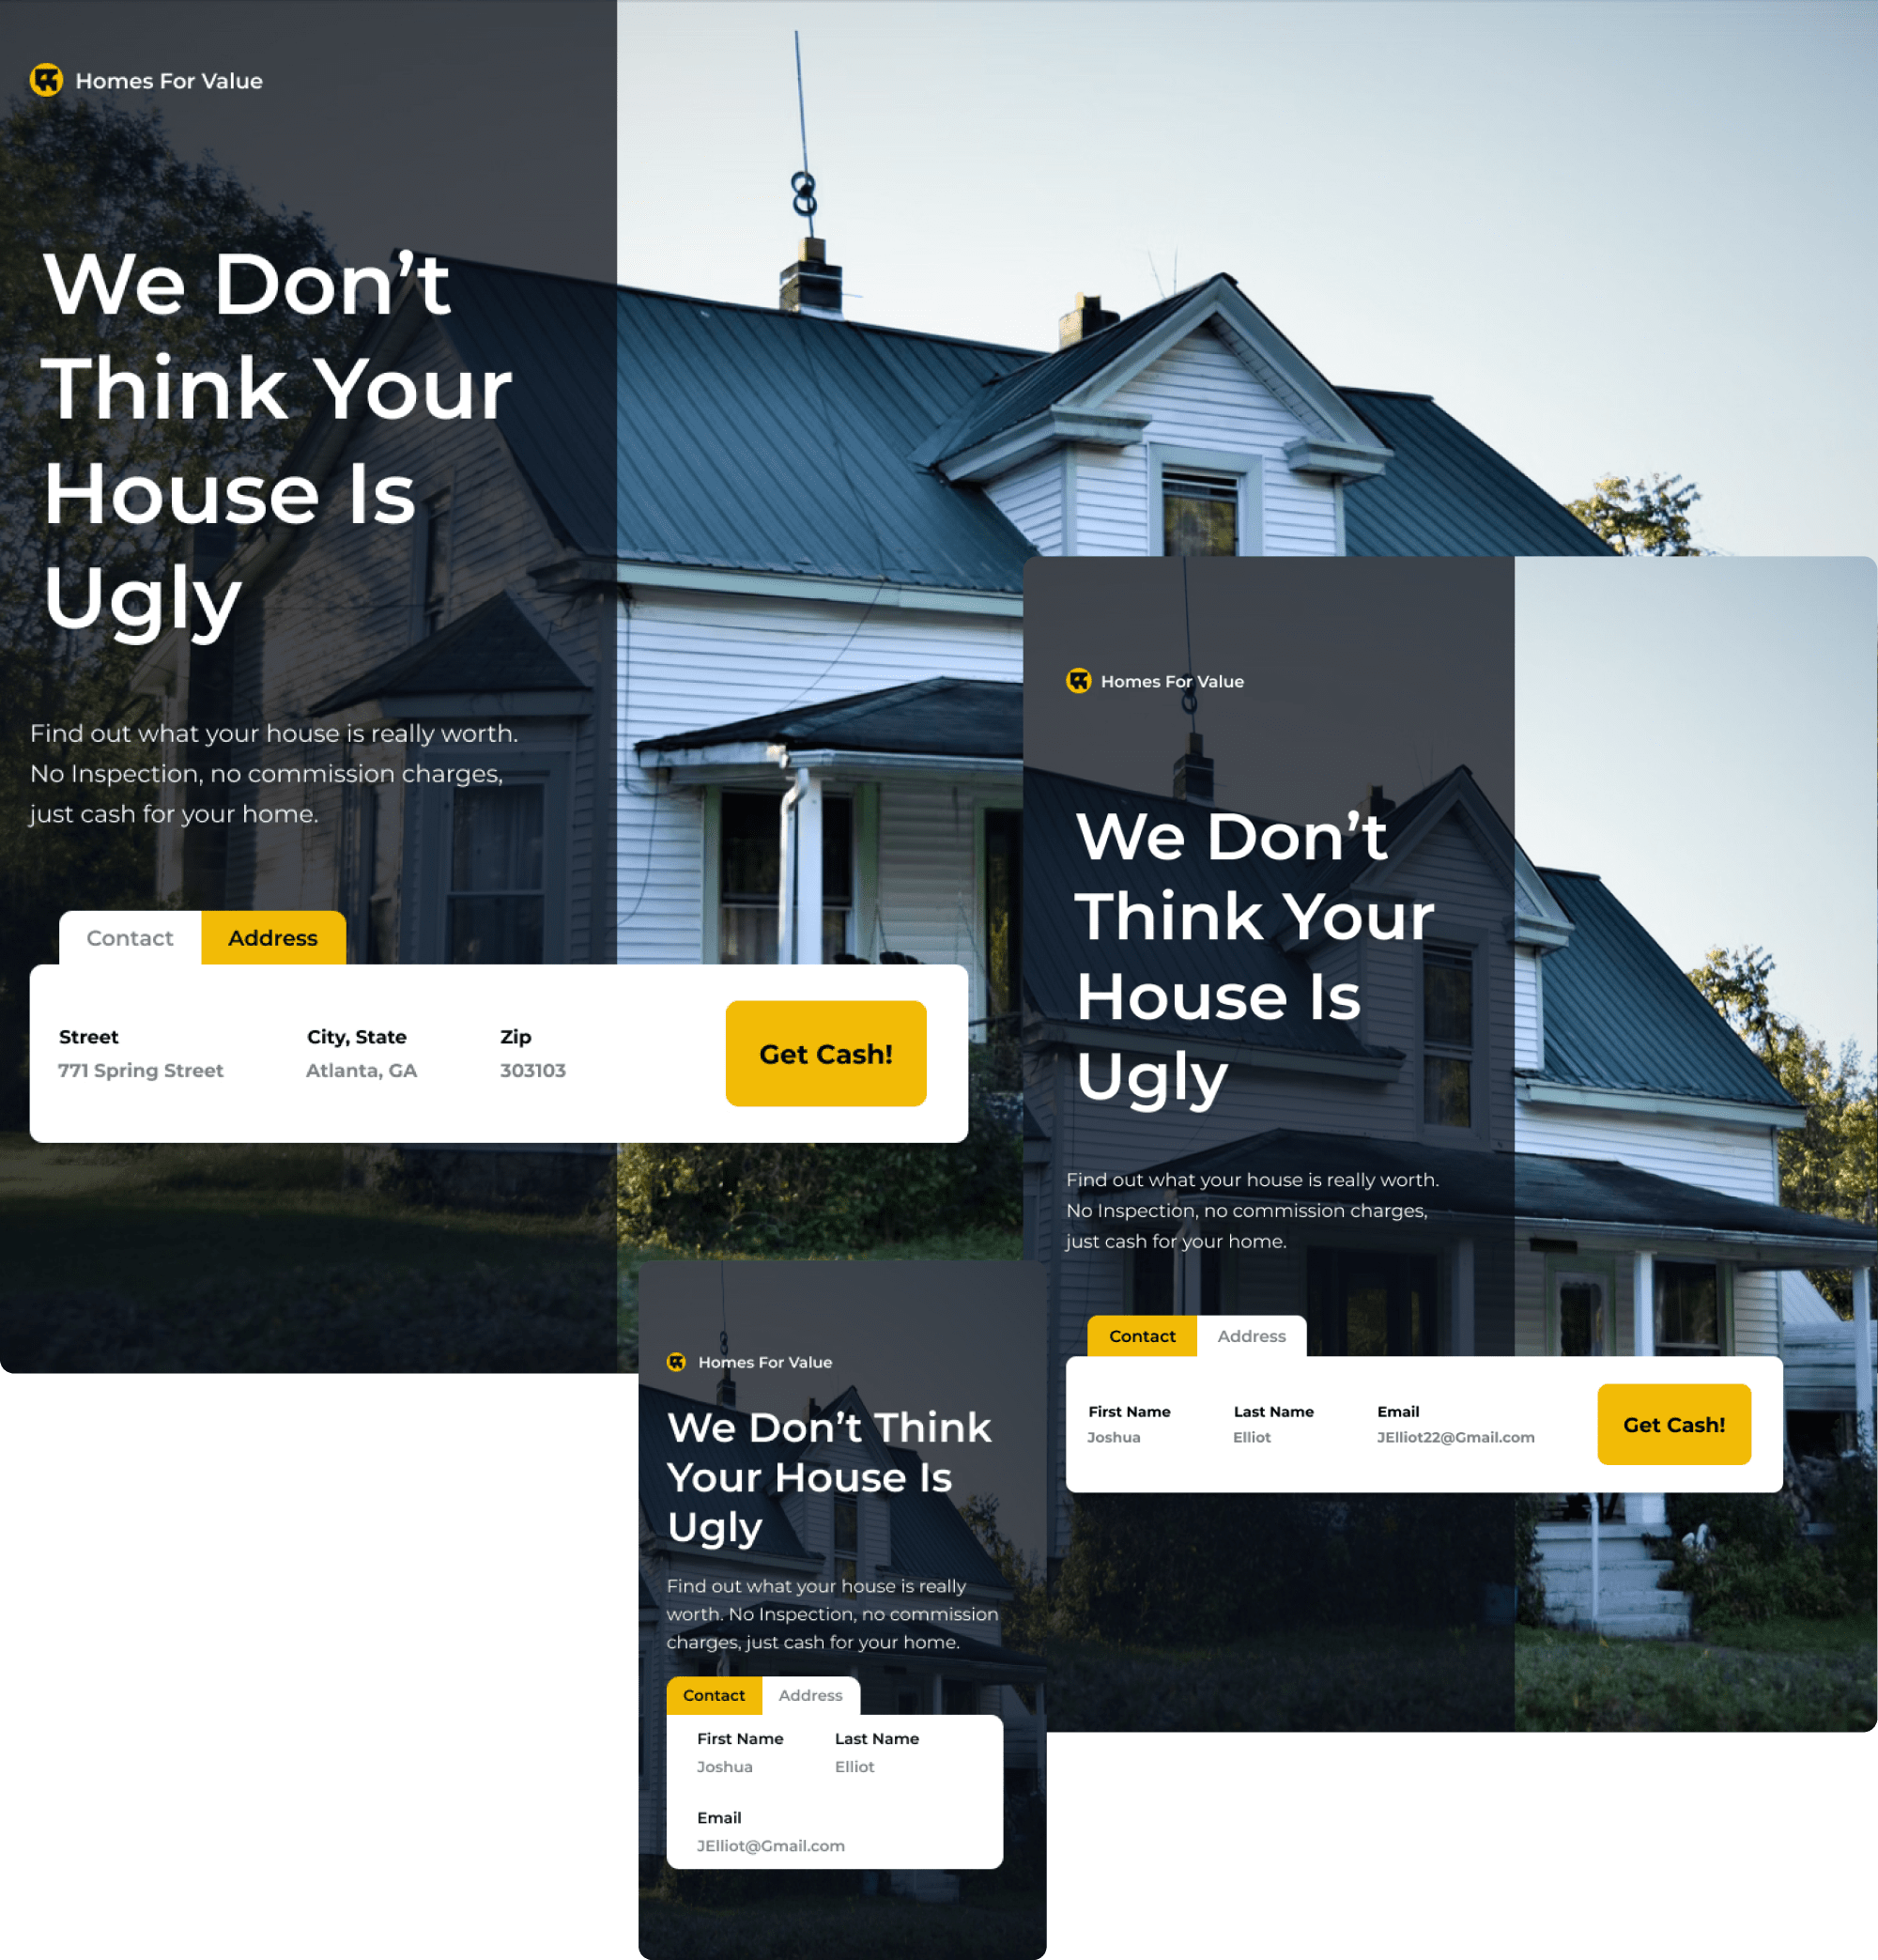 Homes For Value
We Don’t
Think Your
House Is
Ugly
Find out what your house is really worth.
No Inspection, no commission charges,
just cash for your home.
Contact Address
Street City, State Zip
771 Spring Street Atlanta, GA 303103
Get Cash!
Homes For Value
We Don’t
Think Your
House Is
Ugly
Find out what your house is really worth.
No Inspection, no commission charges,
just cash for your home.
Contact Address
First Name Last Name Email
Joshua Elliot JElliot22@Gmail.com
Get Cash!
Homes For Value
We Don’t Think
Your House Is
Ugly
Find out what your house is really
worth. No Inspection, no commission
charges, just cash for your home.
Contact Address
First Name Last Name
Joshua Elliot
Email
JElliot@Gmail.com